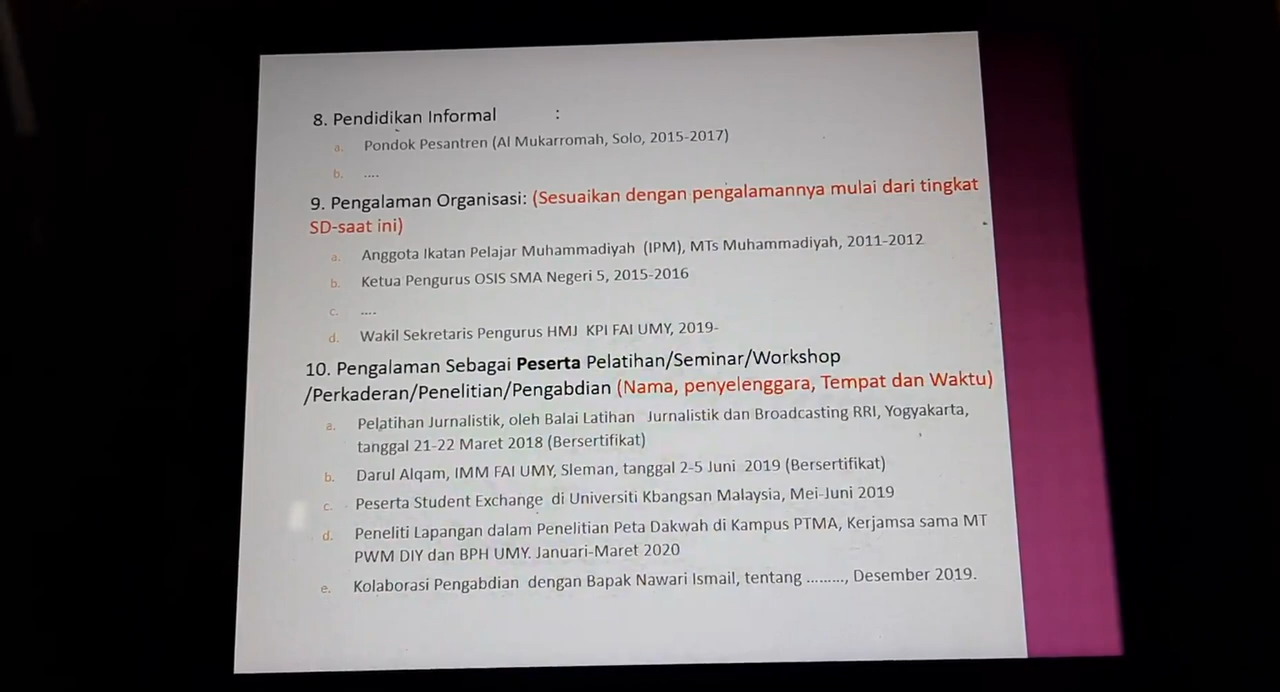 8. Pendidikan Informal :
a. Pondok Pesantren (Al Mukarromah, Solo, 2015-2017)
b. ....
9. Pengalaman Organisasi: (Sesuaikan dengan pengalamannya mulai dari tingkat
SD-saat ini)
a. Anggota Ikatan Pelajar Muhammadiyah (IPM), MTs Muhammadiyah, 2011-2012
b. Ketua Pengurus OSIS SMA Negeri 5, 2015-2016
c. ....
d. Wakil Sekretaris Pengurus HMJ KPI FAI UMY, 2019-
10. Pengalaman Sebagai Peserta Pelatihan/Seminar/Workshop
/Perkaderan/Penelitian/Pengabdian (Nama, penyelenggara, Tempat dan Waktu)
a. Pelatihan Jurnalistik, oleh Balai Latihan Jurnalistik dan Broadcasting RRI, Yogyakarta,
tanggal 21-22 Maret 2018 (Bersertifikat)
b. Darul Alqam, IMM FAI UMY, Sleman, tanggal 2-5 Juni 2019 (Bersertifikat)
c. Peserta Student Exchange di Universiti Kbangsan Malaysia, Mei-Juni 2019
d. Peneliti Lapangan dalam Penelitian Peta Dakwah di Kampus PTMA, Kerjamsa sama MT
PWM DIY dan BPH UMY. Januari-Maret 2020
e. Kolaborasi Pengabdian dengan Bapak Nawari Ismail, tentang ........., Desember 2019.